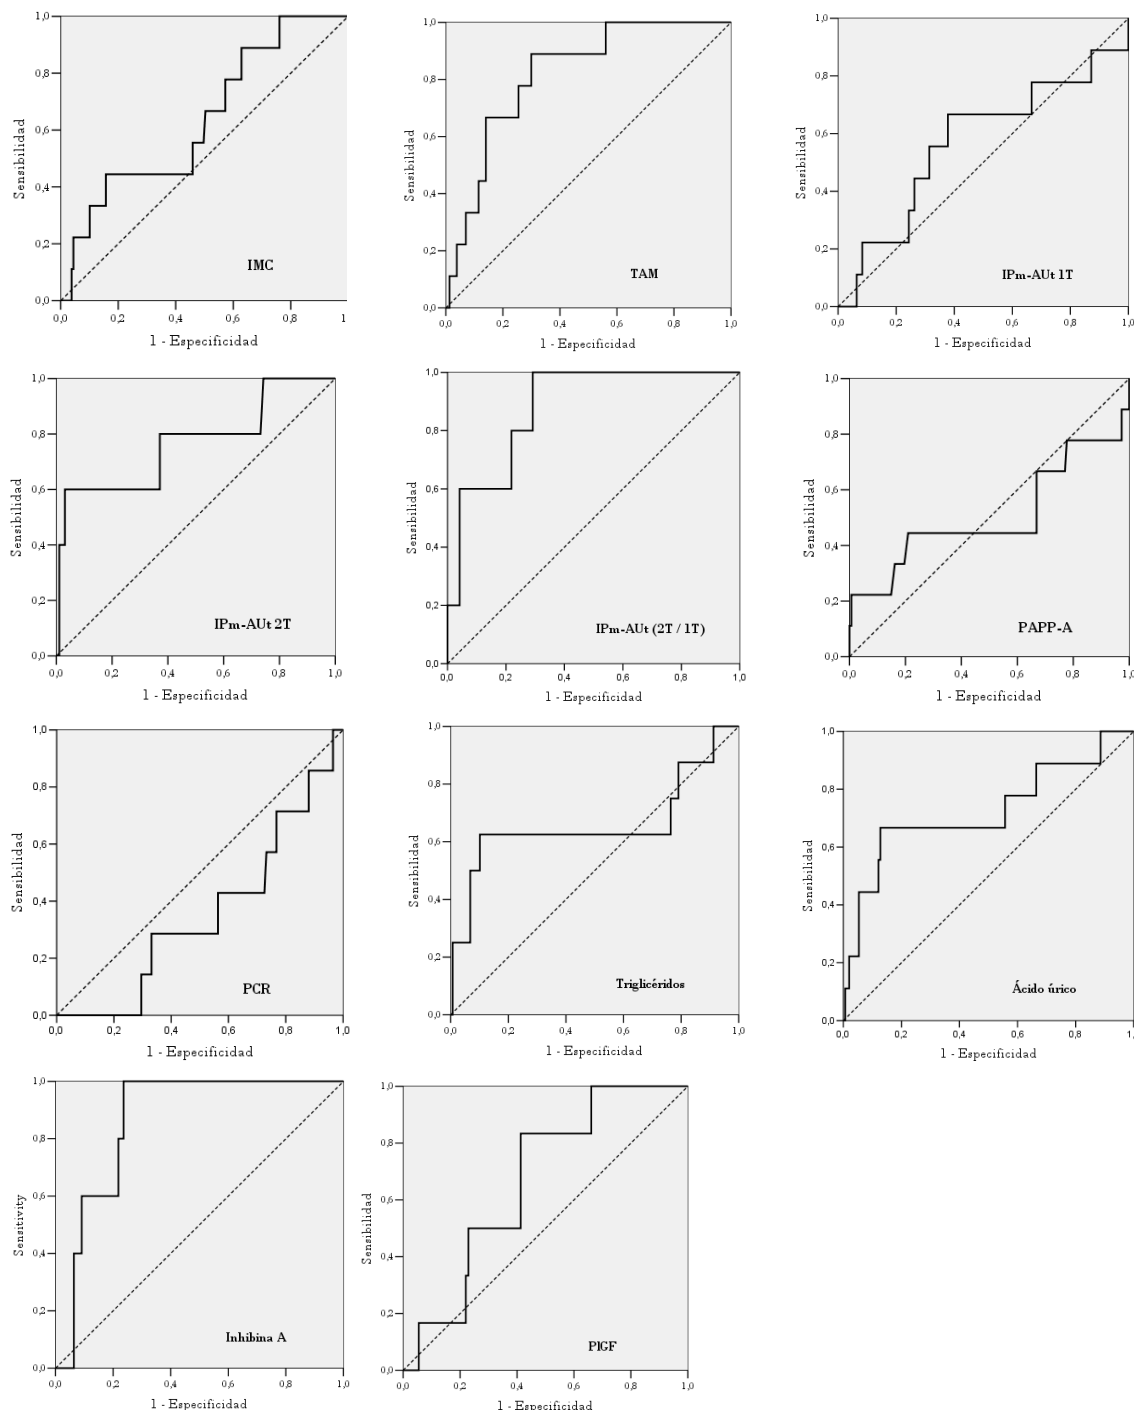 1,0
0,8
0,6
0,4
0,2
0,0
Sensibilidad
IMC
0,0 0,2 0,4 0,6 0,8 1
1 - Especificidad
1,0
0,8
0,6
0,4
0,2
0,0
Sensibilidad
TAM
0,0 0,2 0,4 0,6 0,8 1,0
1 - Especificidad
1,0
0,8
0,6
0,4
0,2
0,0
Sensibilidad
IPm-AUt 1T
0,0 0,2 0,4 0,6 0,8 1,0
1 - Especificidad
1,0
0,8
0,6
0,4
0,2
0,0
Sensibilidad
IPm-AUt 2T
0,0 0,2 0,4 0,6 0,8 1,0
1 - Especificidad
1,0
0,8
0,6
0,4
0,2
0,0
Sensibilidad
IPm-AUt (2T / 1T)
0,0 0,2 0,4 0,6 0,8 1,0
1 - Especificidad
1,0
0,8
0,6
0,4
0,2
0,0
Sensibilidad
PAPP-A
0,0 0,2 0,4 0,6 0,8 1,0
1 - Especificidad
1,0
0,8
0,6
0,4
0,2
0,0
Sensibilidad
PCR
0,0 0,2 0,4 0,6 0,8 1,0
1 - Especificidad
1,0
0,8
0,6
0,4
0,2
0,0
Sensibilidad
Triglicéridos
0,0 0,2 0,4 0,6 0,8 1,0
1 - Especificidad
1,0
0,8
0,6
0,4
0,2
0,0
Sensibilidad
Ácido úrico
0,0 0,2 0,4 0,6 0,8 1,0
1 - Especificidad
1,0
0,8
0,6
0,4
0,2
0,0
Sensitivity
Inhibina A
0,0 0,2 0,4 0,6 0,8 1,0
1 - Especificidad
1,0
0,8
0,6
0,4
0,2
0,0
Sensibilidad
PlGF
0,0 0,2 0,4 0,6 0,8 1,0
1 - Especificidad